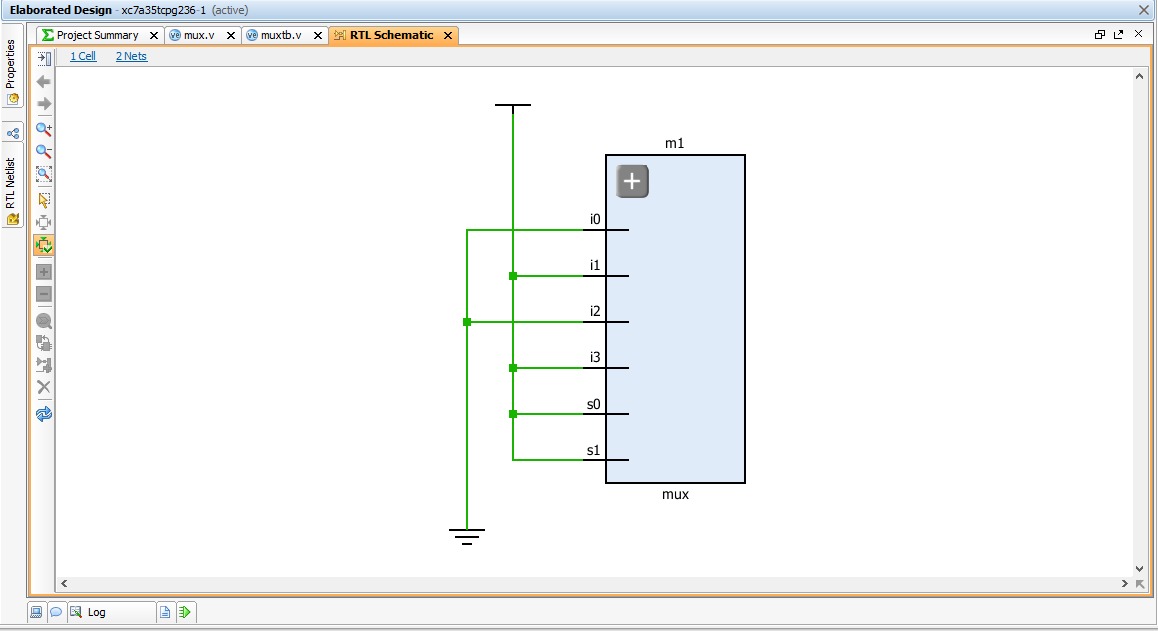 Elaborated Design - xc7a35tcpg236-1 (active)
Project Summary mux.v muxtb.v RTL Schematic
1 Cell 2 Nets
Properties
RTL Netlist
m1
i0
i1
i2
i3
s0
s1
mux
Log